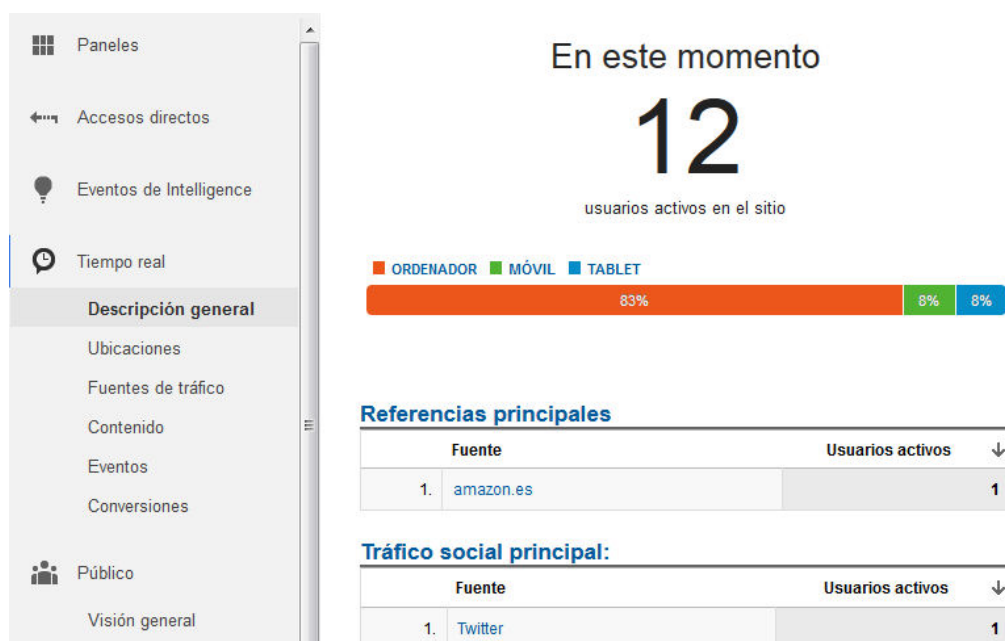 Paneles
Accesos directos
Eventos de Intelligence
Tiempo real
Descripción general
Ubicaciones
Fuentes de tráfico
Contenido
Eventos
Conversiones
Público
Visión general
En este momento
12
usuarios activos en el sitio
ORDENADOR MÓVIL TABLET
83% 8% 8%
Referencias principales
Fuente Usuarios activos
1. amazon.es 1
Tráfico social principal:
Fuente Usuarios activos
1. Twitter 1